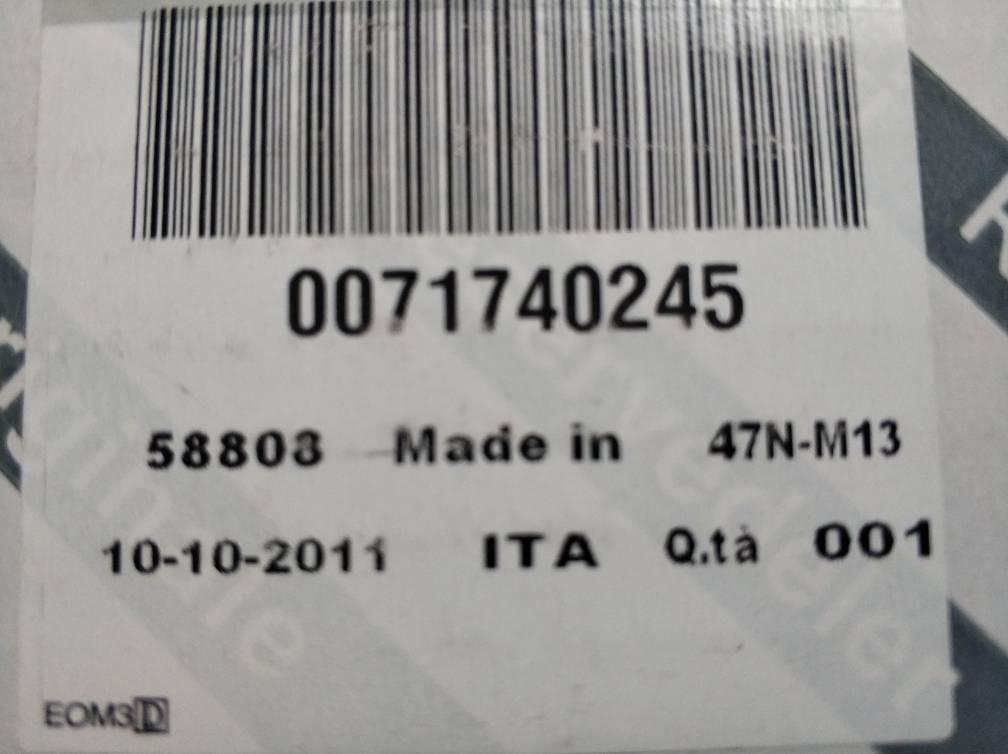 0071740245
58803 Made in 47N-M13
10-10-2011 ITA Q.tà 001
EOM3D